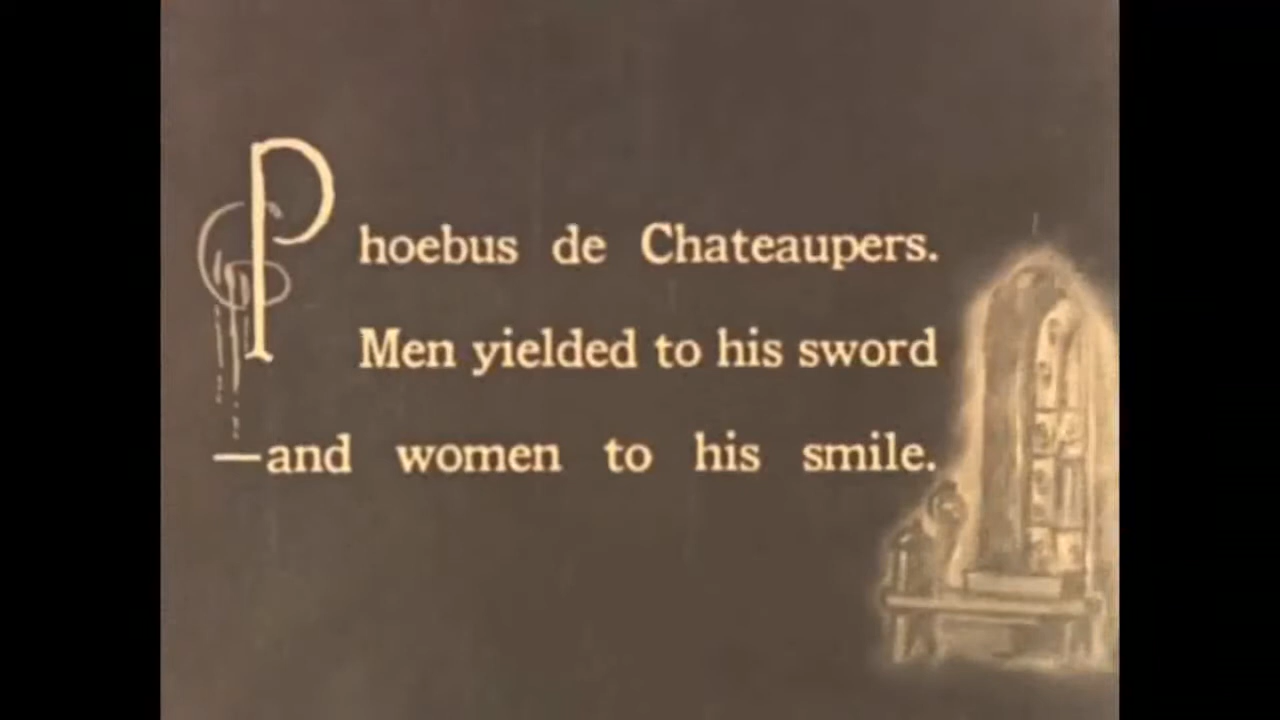 Phoebus de Chateaupers.
Men yielded to his sword
—and women to his smile.